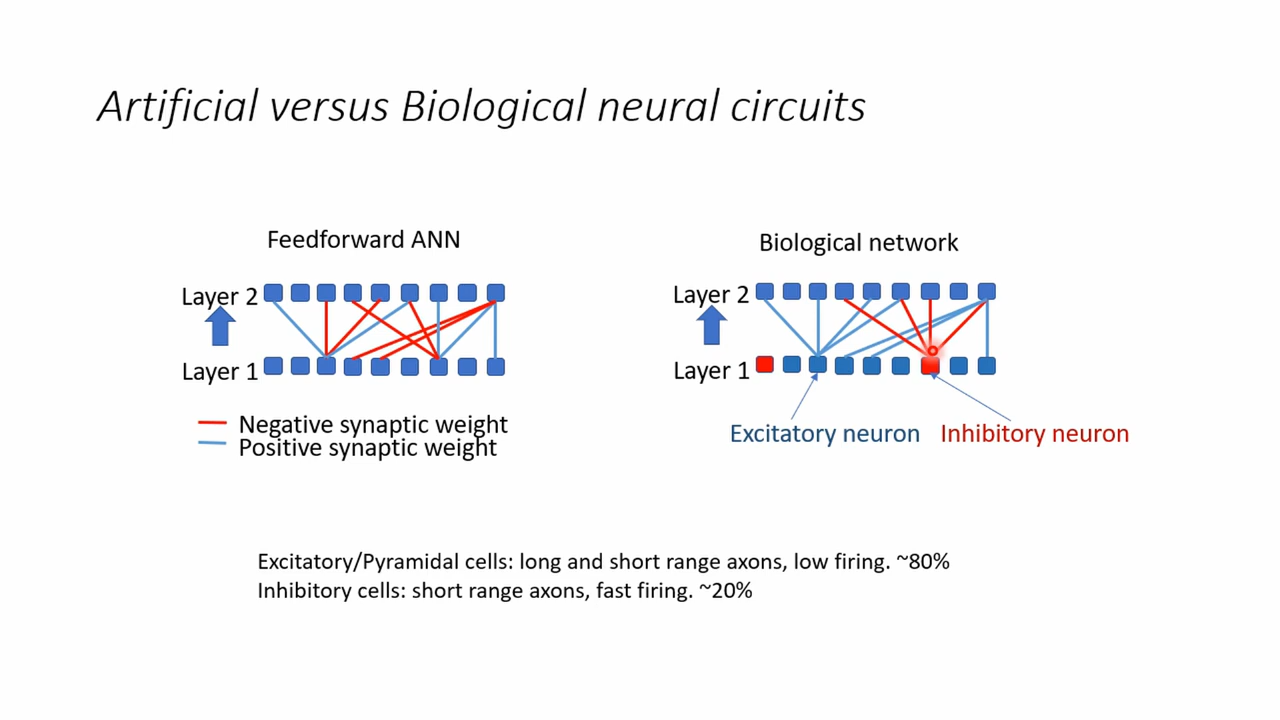 Artificial versus Biological neural circuits
Feedforward ANN
Layer 2
Layer 1
Negative synaptic weight
Positive synaptic weight
Biological network
Layer 2
Layer 1
Excitatory neuron
Inhibitory neuron
Excitatory/Pyramidal cells: long and short range axons, low firing. ~80%
Inhibitory cells: short range axons, fast firing. ~20%